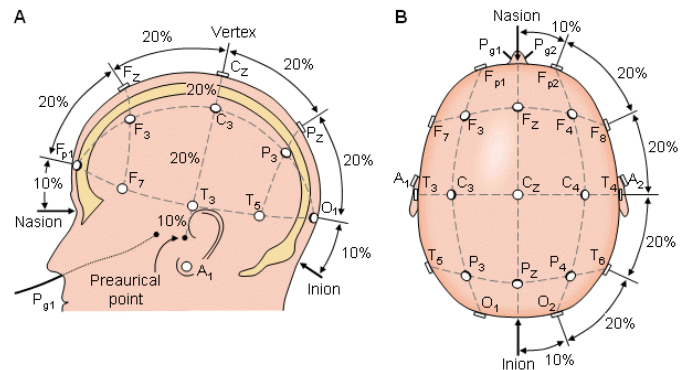 A
Vertex
20%
20%
Fz
Cz
20%
20%
20%
Fp1
F3
C3
Pz
P3
20%
20%
10%
F7
T3
T5
O1
Nasion
10%
10%
A1
Preaurical
point
Inion
Pg1
B
Nasion
10%
Pg1
Pg2
20%
Fp1
Fp2
F7
F3
Fz
F4
F8
20%
A1
T3
C3
Cz
C4
T4
A2
20%
T5
P3
Pz
P4
T6
O1
O2
20%
10%
Inion